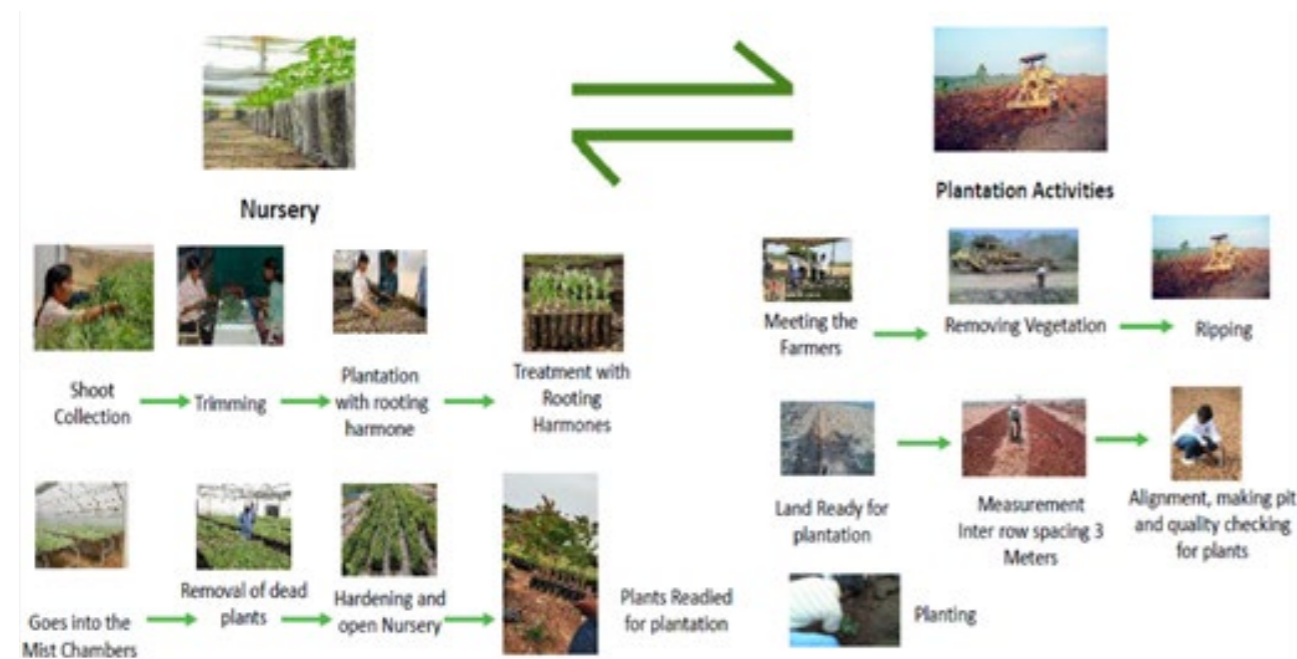 Nursery
Plantation Activities
Shoot
Collection
Trimming
Plantation
with rooting
harmone
Treatment with
Rooting
Harmones
Meeting the
Farmers
Removing Vegetation
Ripping
Goes into the
Mist Chambers
Removal of dead
plants
Hardening and
open Nursery
Plants Readied
for plantation
Land Ready for
plantation
Measurement
Inter row spacing 3
Meters
Alignment, making pit
and quality checking
for plants
Planting